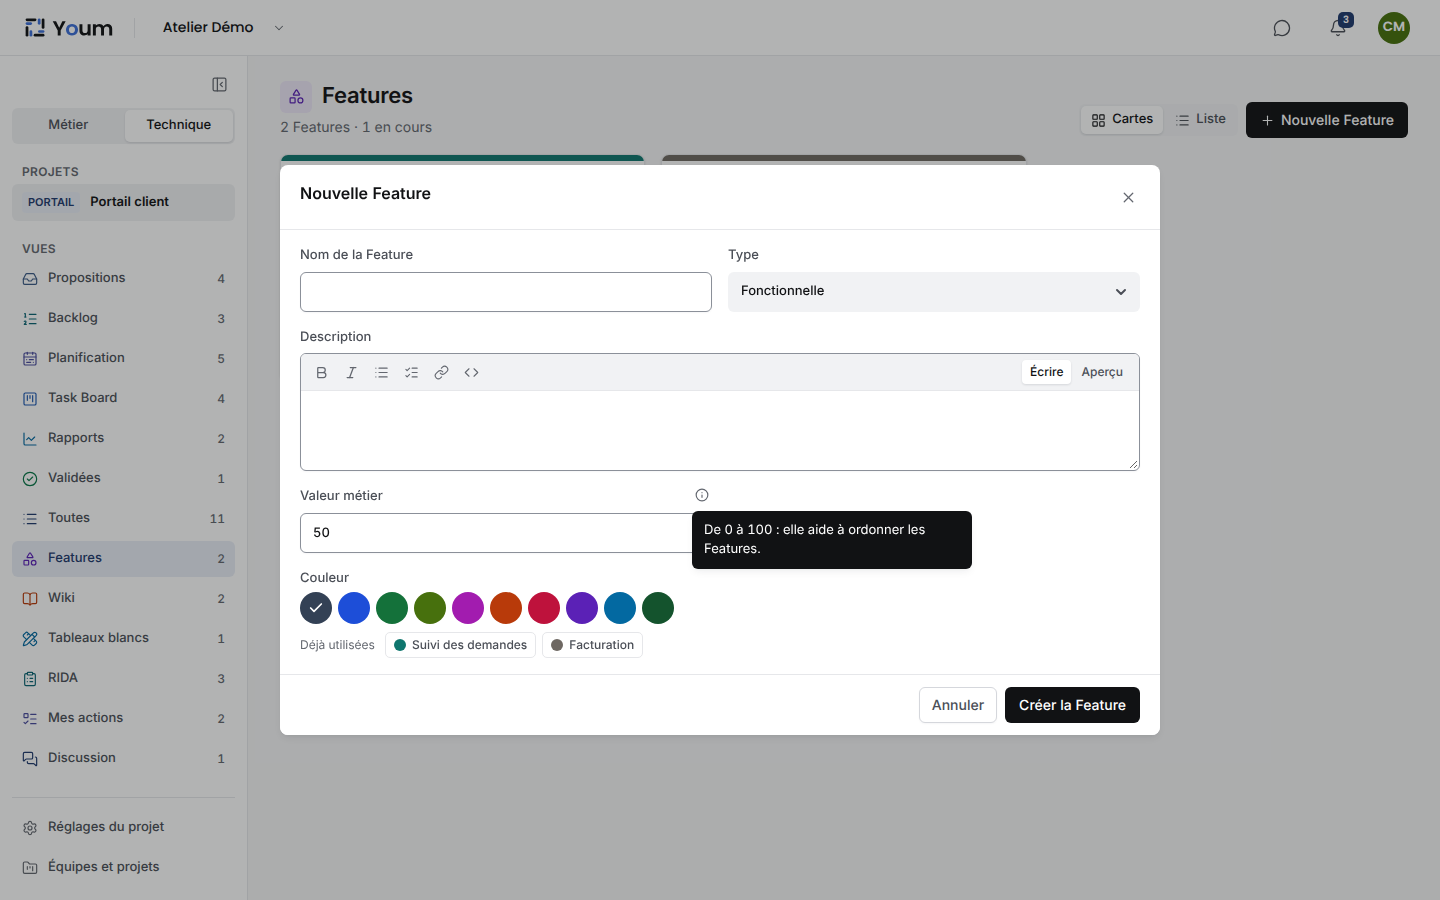 Youm
Atelier Démo
3
CM
Métier
Technique
PROJETS
PORTAIL
Portail client
VUES
Propositions
4
Backlog
3
Planification
5
Task Board
4
Rapports
2
Validées
1
Toutes
11
Features
2
Wiki
2
Tableaux blancs
1
RIDA
3
Mes actions
2
Discussion
1
Réglages du projet
Équipes et projets
Features
2 Features · 1 en cours
Cartes
Liste
Nouvelle Feature
Nouvelle Feature
Nom de la Feature
Type
Fonctionnelle
Description
Écrire
Aperçu
Valeur métier
50
De 0 à 100 : elle aide à ordonner les
Features.
Couleur
Déjà utilisées
Suivi des demandes
Facturation
Annuler
Créer la Feature